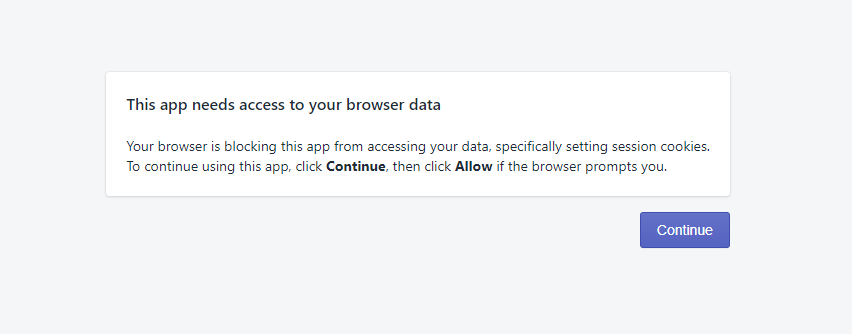 This app needs access to your browser data
Your browser is blocking this app from accessing your data, specifically setting session cookies.
To continue using this app, click Continue, then click Allow if the browser prompts you.
Continue